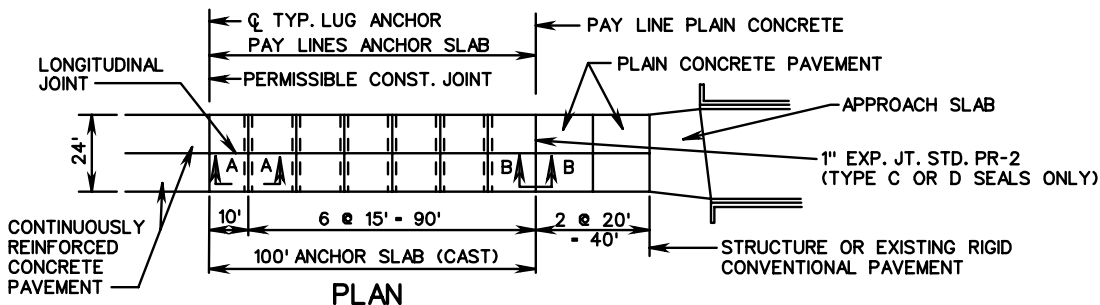 ℄ TYP. LUG ANCHOR
PAY LINE PLAIN CONCRETE
PAY LINES ANCHOR SLAB
LONGITUDINAL
JOINT
PLAIN CONCRETE PAVEMENT
PERMISSIBLE CONST. JOINT
APPROACH SLAB
24'
A A
B B
1" EXP. JT. STD. PR-2
(TYPE C OR D SEALS ONLY)
10'
6 @ 15' - 90'
2 @ 20'
- 40'
CONTINUOUSLY
REINFORCED
CONCRETE
PAVEMENT
100' ANCHOR SLAB (CAST)
STRUCTURE OR EXISTING RIGID
CONVENTIONAL PAVEMENT
PLAN